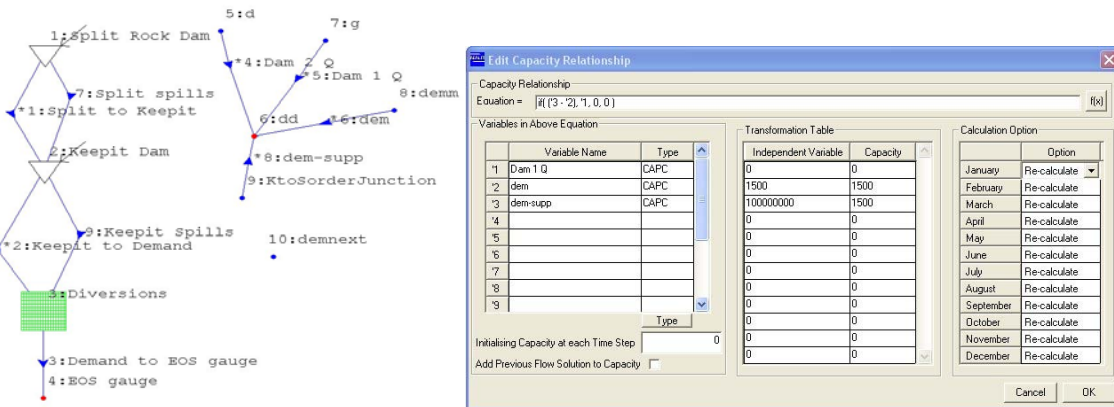 5:d
7:g
1:Split Rock Dam
*4:Dam 2 Q
*5:Dam 1 Q
7:Split spills
8:demm
*1:Split to Keepit
6:dd
*6:dem
2:Keepit Dam
*8:dem-supp
9:KtoSorderJunction
9:Keepit Spills
*2:Keepit to Demand
10:demnext
3:Diversions
3:Demand to EOS gauge
4:EOS gauge
Edit Capacity Relationship
Capacity Relationship
Equation = if( ('3 - '2), '1, 0, 0 )
f(x)
Variables in Above Equation
Variable Name Type
'1 Dam 1 Q CAPC
'2 dem CAPC
'3 dem-supp CAPC
'4
'5
'6
'7
'8
'9
Type
Initialising Capacity at each Time Step 0
Add Previous Flow Solution to Capacity
Transformation Table
Independent Variable Capacity
0 0
1500 1500
100000000 1500
0 0
0 0
0 0
0 0
0 0
0 0
0 0
0 0
0 0
Calculation Option
Option
January Re-calculate
February Re-calculate
March Re-calculate
April Re-calculate
May Re-calculate
June Re-calculate
July Re-calculate
August Re-calculate
September Re-calculate
October Re-calculate
November Re-calculate
December Re-calculate
Cancel OK